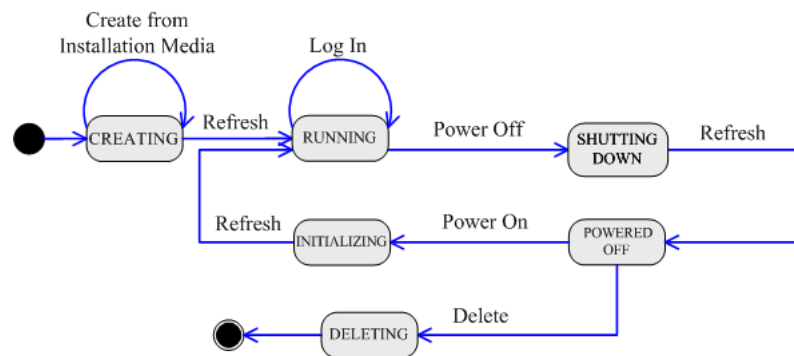 Create from
Installation Media
Log In
CREATING
Refresh
RUNNING
Power Off
SHUTTING
DOWN
Refresh
Refresh
INITIALIZING
Power On
POWERED
OFF
DELETING
Delete